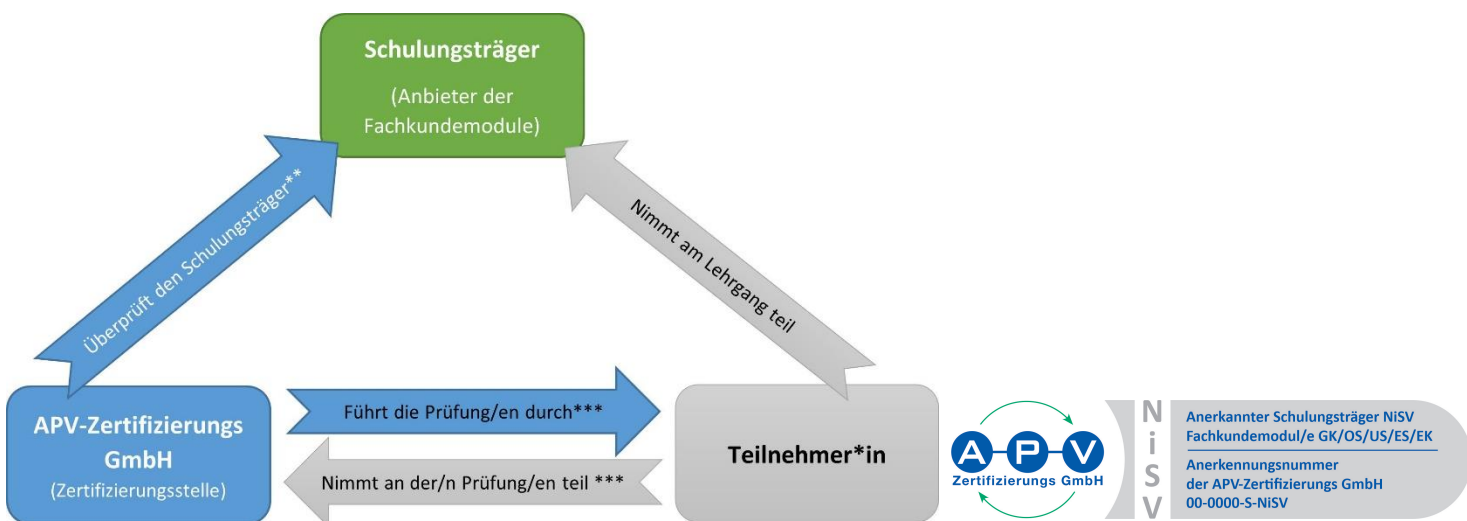 Schulungsträger
(Anbieter der
Fachkundemodule)
Überprüft den Schulungsträger**
Nimmt am Lehrgang teil
APV-Zertifizierungs
GmbH
(Zertifizierungsstelle)
Führt die Prüfung/en durch***
Nimmt an der/n Prüfung/en teil ***
Teilnehmer*in
A-P-V
Zertifizierungs GmbH
NiSV
Anerkannter Schulungsträger NiSV
Fachkundemodul/e GK/OS/US/ES/EK
Anerkennungsnummer
der APV-Zertifizierungs GmbH
00-0000-S-NiSV